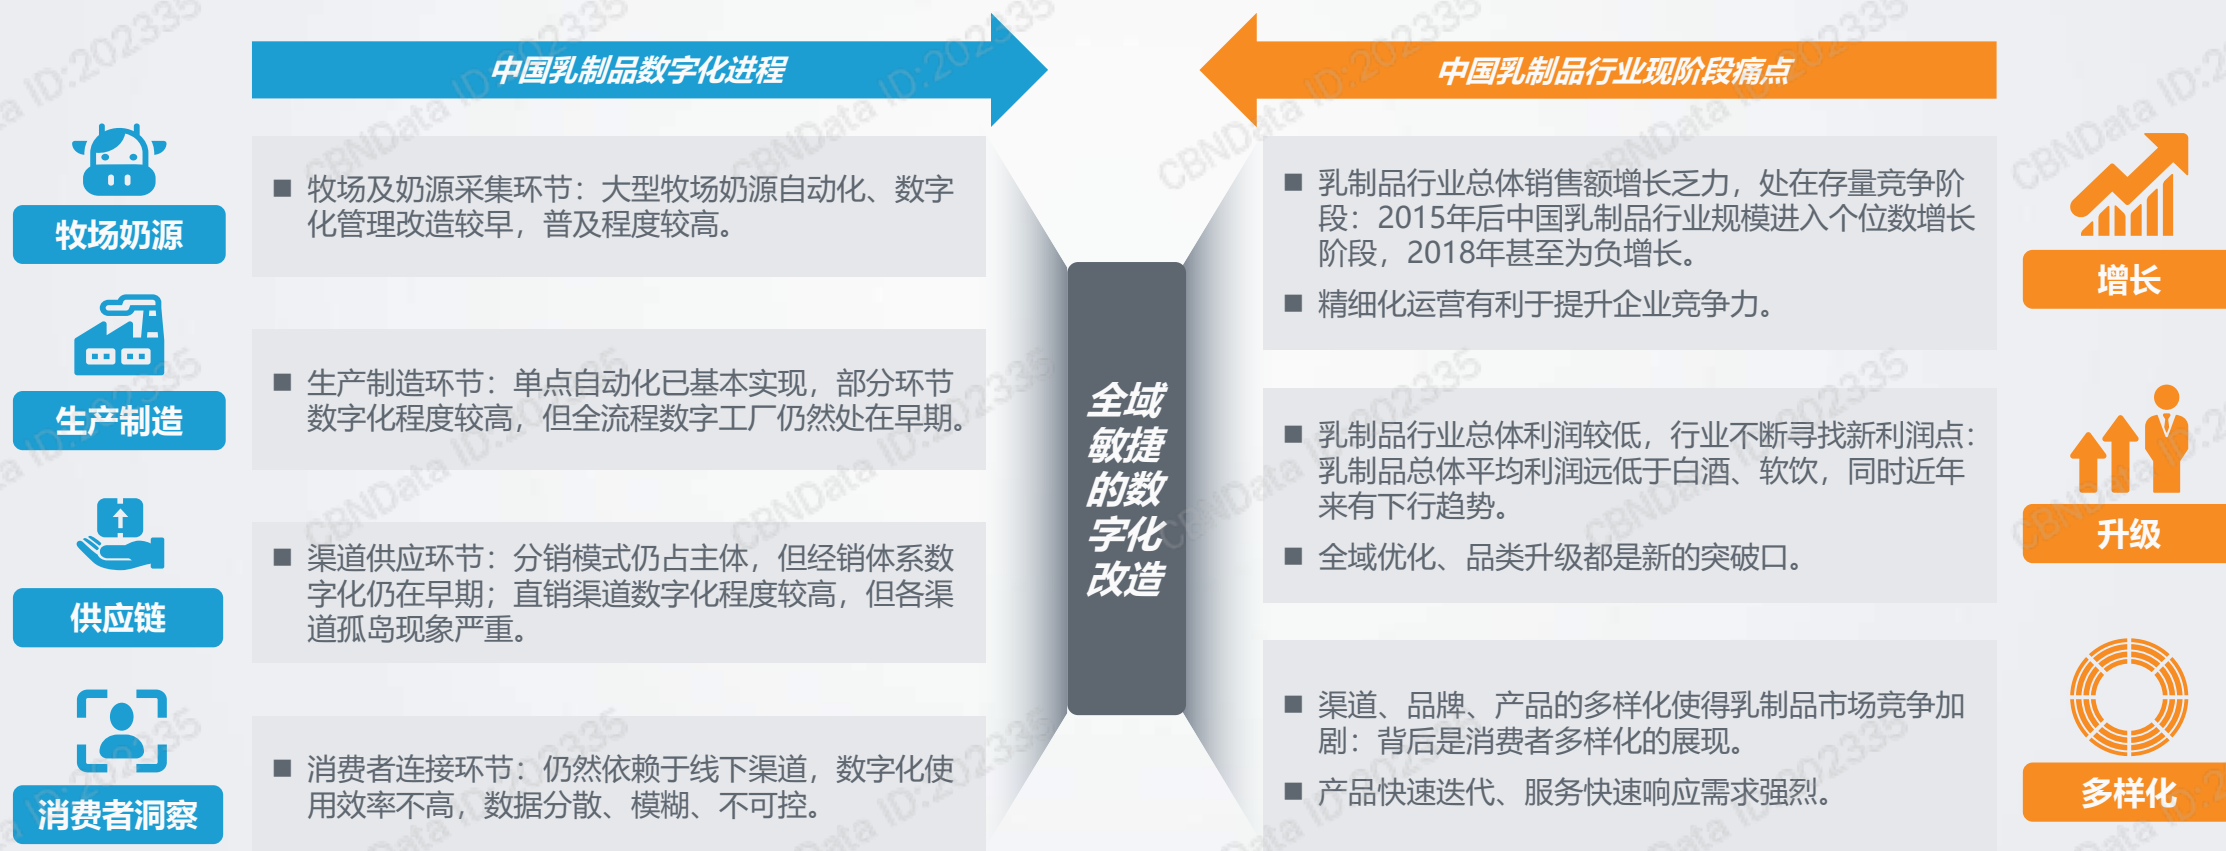 中国乳制品数字化进程
牧场奶源
■ 牧场及奶源采集环节：大型牧场奶源自动化、数字
化管理改造较早，普及程度较高。
生产制造
■ 生产制造环节：单点自动化已基本实现，部分环节
数字化程度较高，但全流程数字工厂仍然处在早期。
供应链
■ 渠道供应环节：分销模式仍占主体，但经销体系数
字化仍在早期；直销渠道数字化程度较高，但各渠
道孤岛现象严重。
消费者洞察
■ 消费者连接环节：仍然依赖于线下渠道，数字化使
用效率不高，数据分散、模糊、不可控。
全域
敏捷
的数
字化
改造
中国乳制品行业现阶段痛点
■ 乳制品行业总体销售额增长乏力，处在存量竞争阶
段：2015年后中国乳制品行业规模进入个位数增长
阶段，2018年甚至为负增长。
■ 精细化运营有利于提升企业竞争力。
增长
■ 乳制品行业总体利润较低，行业不断寻找新利润点：
乳制品总体平均利润远低于白酒、软饮，同时近年
来有下行趋势。
■ 全域优化、品类升级都是新的突破口。
升级
■ 渠道、品牌、产品的多样化使得乳制品市场竞争加
剧：背后是消费者多样化的展现。
■ 产品快速迭代、服务快速响应需求强烈。
多样化
CBNData ID:202335